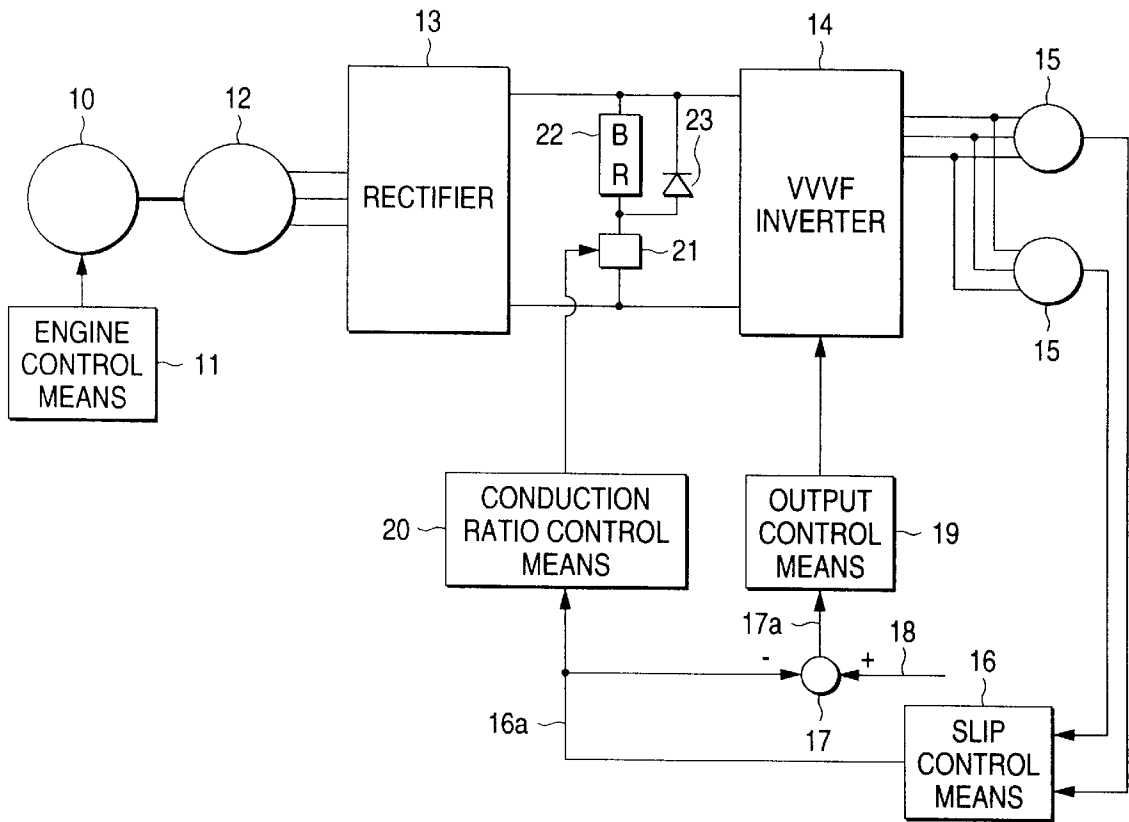 13
14
15
10
12
22
B
R
23
RECTIFIER
VVVF
INVERTER
21
15
ENGINE
CONTROL
MEANS
11
20
CONDUCTION
RATIO CONTROL
MEANS
OUTPUT
CONTROL
MEANS
19
17a
18
- +
16
16a
17
SLIP
CONTROL
MEANS